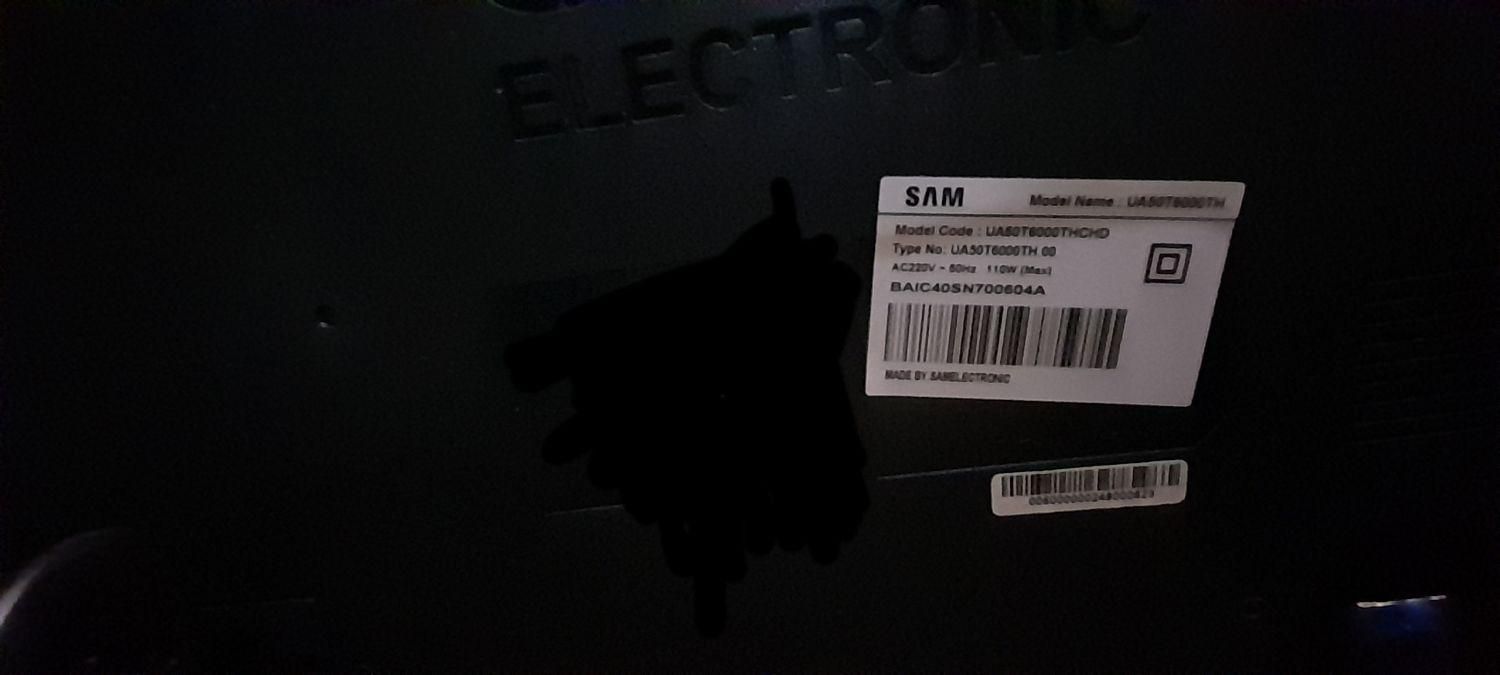 ELECTRONIC
SAM
Model Name : UA50T6000TH
Model Code : UA50T6000THCHD
Type No: UA50T6000TH 00
AC220V ~ 50Hz 110W (Max)
BAIC40SN700604A
MADE BY SAMELECTRONIC